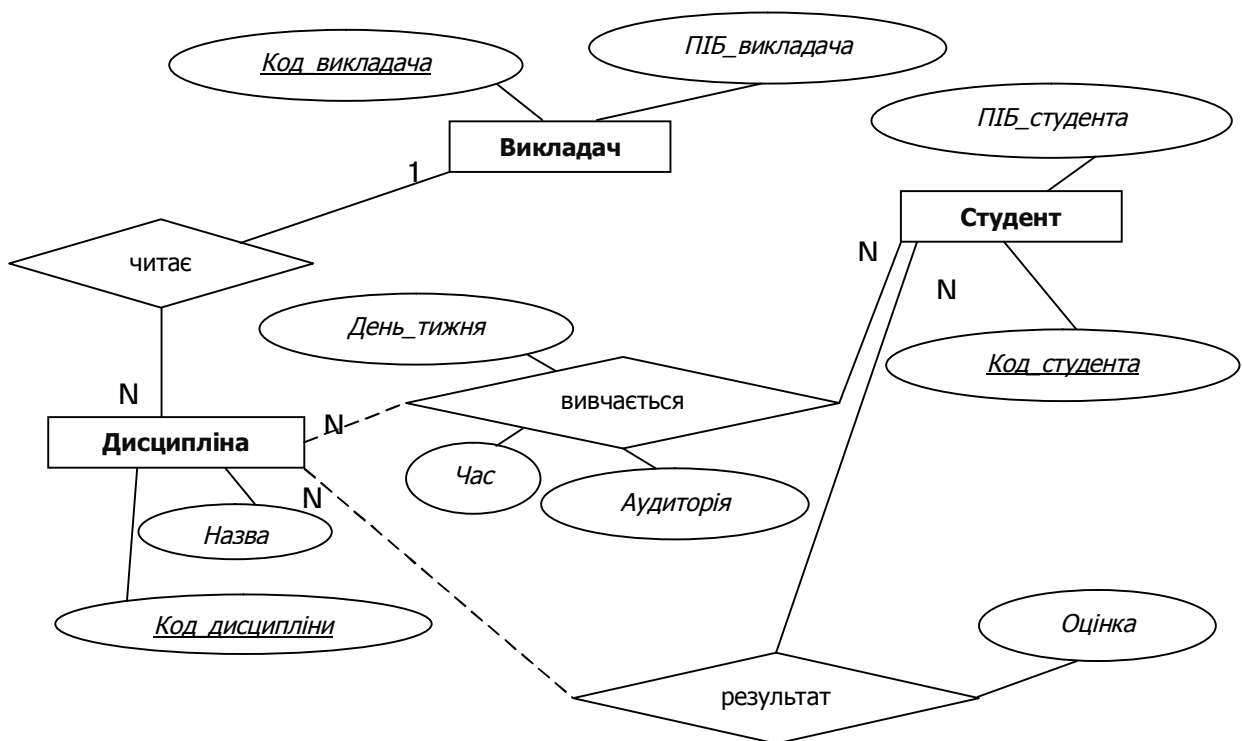 ПІБ_викладача
Код_викладача
ПІБ_студента
Викладач
1
Студент
N
читає
N
День_тижня
Код_студента
N
вивчається
N
Дисципліна
Час
N
Аудиторія
Назва
Код_дисципліни
Оцінка
результат